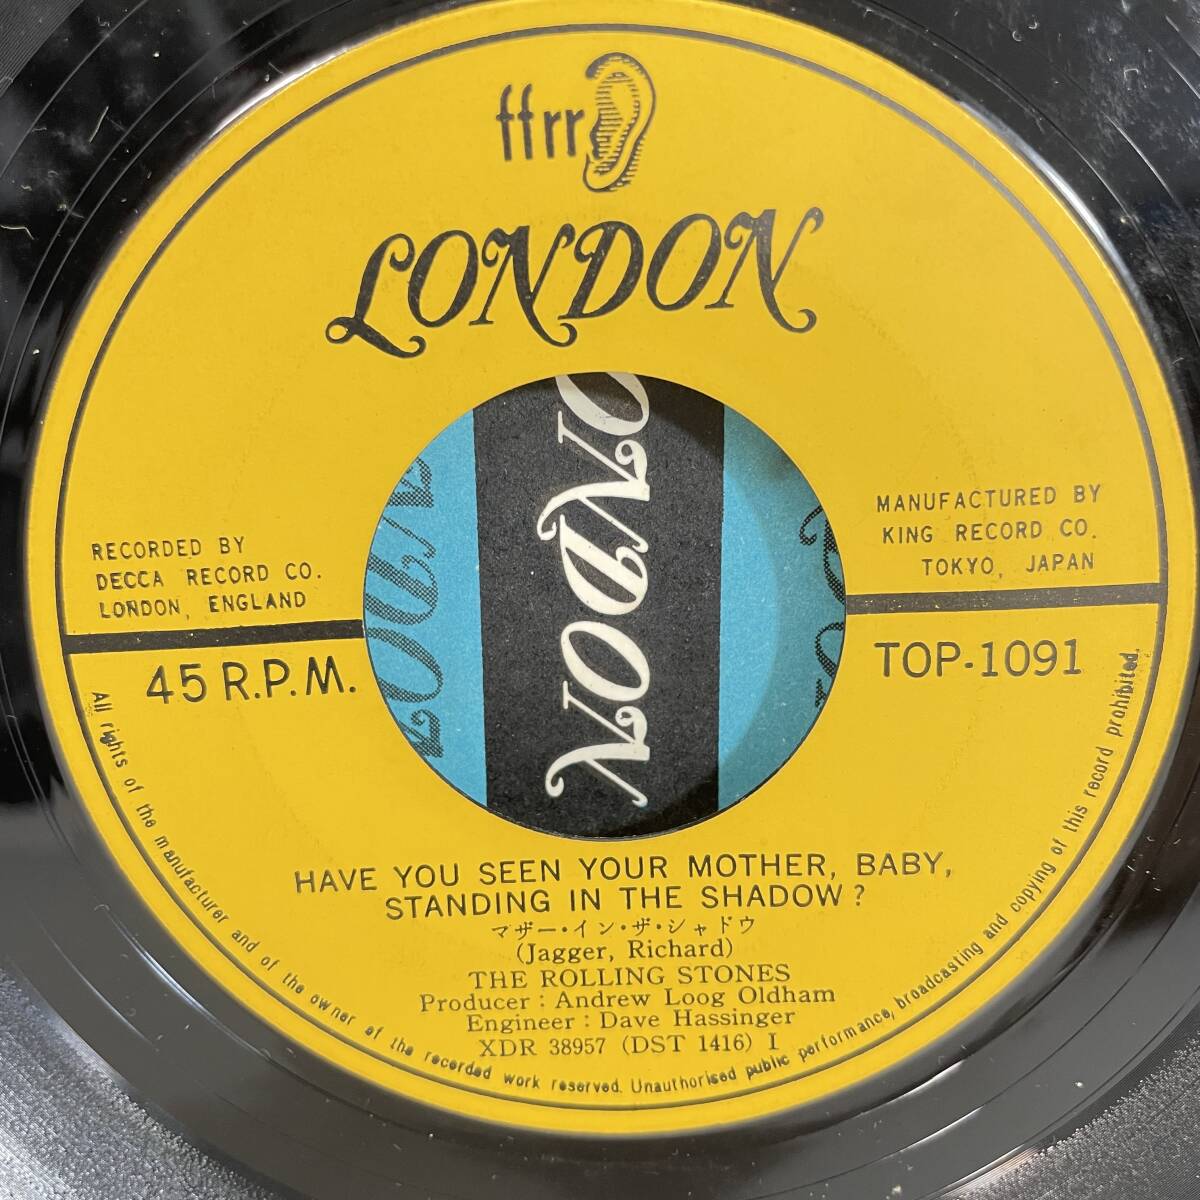 ffrr
LONDON
RECORDED BY
DECCA RECORD CO.
LONDON, ENGLAND
MANUFACTURED BY
KING RECORD CO.
TOKYO, JAPAN
45 R.P.M.
TOP-1091
HAVE YOU SEEN YOUR MOTHER, BABY,
STANDING IN THE SHADOW?
マザー・イン・ザ・シャドウ
(Jagger, Richard)
THE ROLLING STONES
Producer : Andrew Loog Oldham
Engineer : Dave Hassinger
XDR 38957 (DST 1416) I
All rights of the manufacturer and of the owner of the recorded work reserved. Unauthorised public performance, broadcasting and copying of this record prohibited.